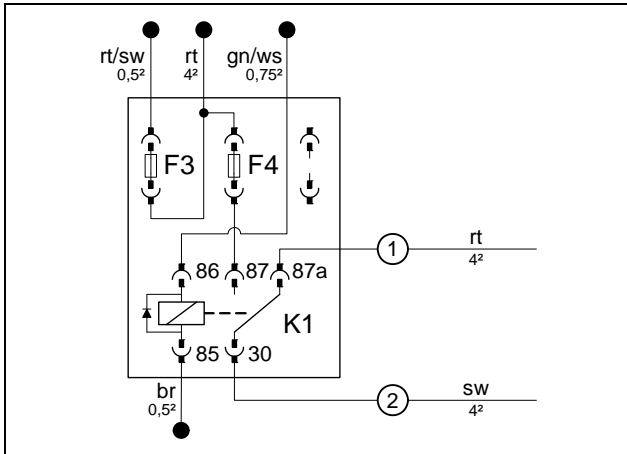 rt/sw rt gn/ws
0,5² 4² 0,75²
F3 F4
1 rt
4²
86 87 87a
K1
85 30
br
0,5²
2 sw
4²